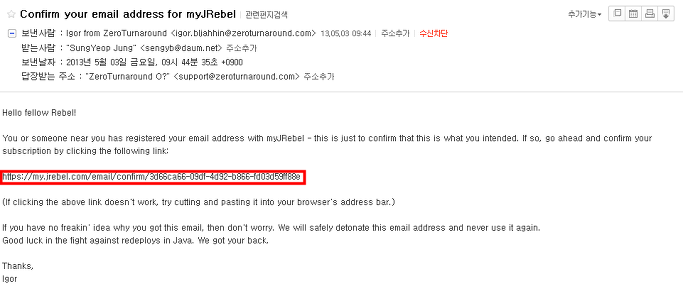 Confirm your email address for myJRebel | 관련편지검색
추가기능
보낸사람 : Igor from ZeroTurnaround <igor.bljahhin@zeroturnaround.com> 13,05,03 09:44 | 주소추가 | 수신차단
받는사람 : "SungYeop Jung" <sengyb@daum.net> 주소추가
보낸날짜 : 2013년 5월 03일 금요일, 09시 44분 35초 +0900
답장받는 주소 : "ZeroTurnaround O?" <support@zeroturnaround.com> 주소추가
Hello fellow Rebel!
You or someone near you has registered your email address with myJRebel - this is just to confirm that this is what you intended. If so, go ahead and confirm your
subscription by clicking the following link:
https://my.jrebel.com/email/confirm/3d66ca66-09df-4d92-b866-fd03d59ff88e
(If clicking the above link doesn't work, try cutting and pasting it into your browser's address bar.)
If you have no freakin' idea why you got this email, then don't worry. We will safely detonate this email address and never use it again.
Good luck in the fight against redeploys in Java. We got your back.
Thanks,
Igor